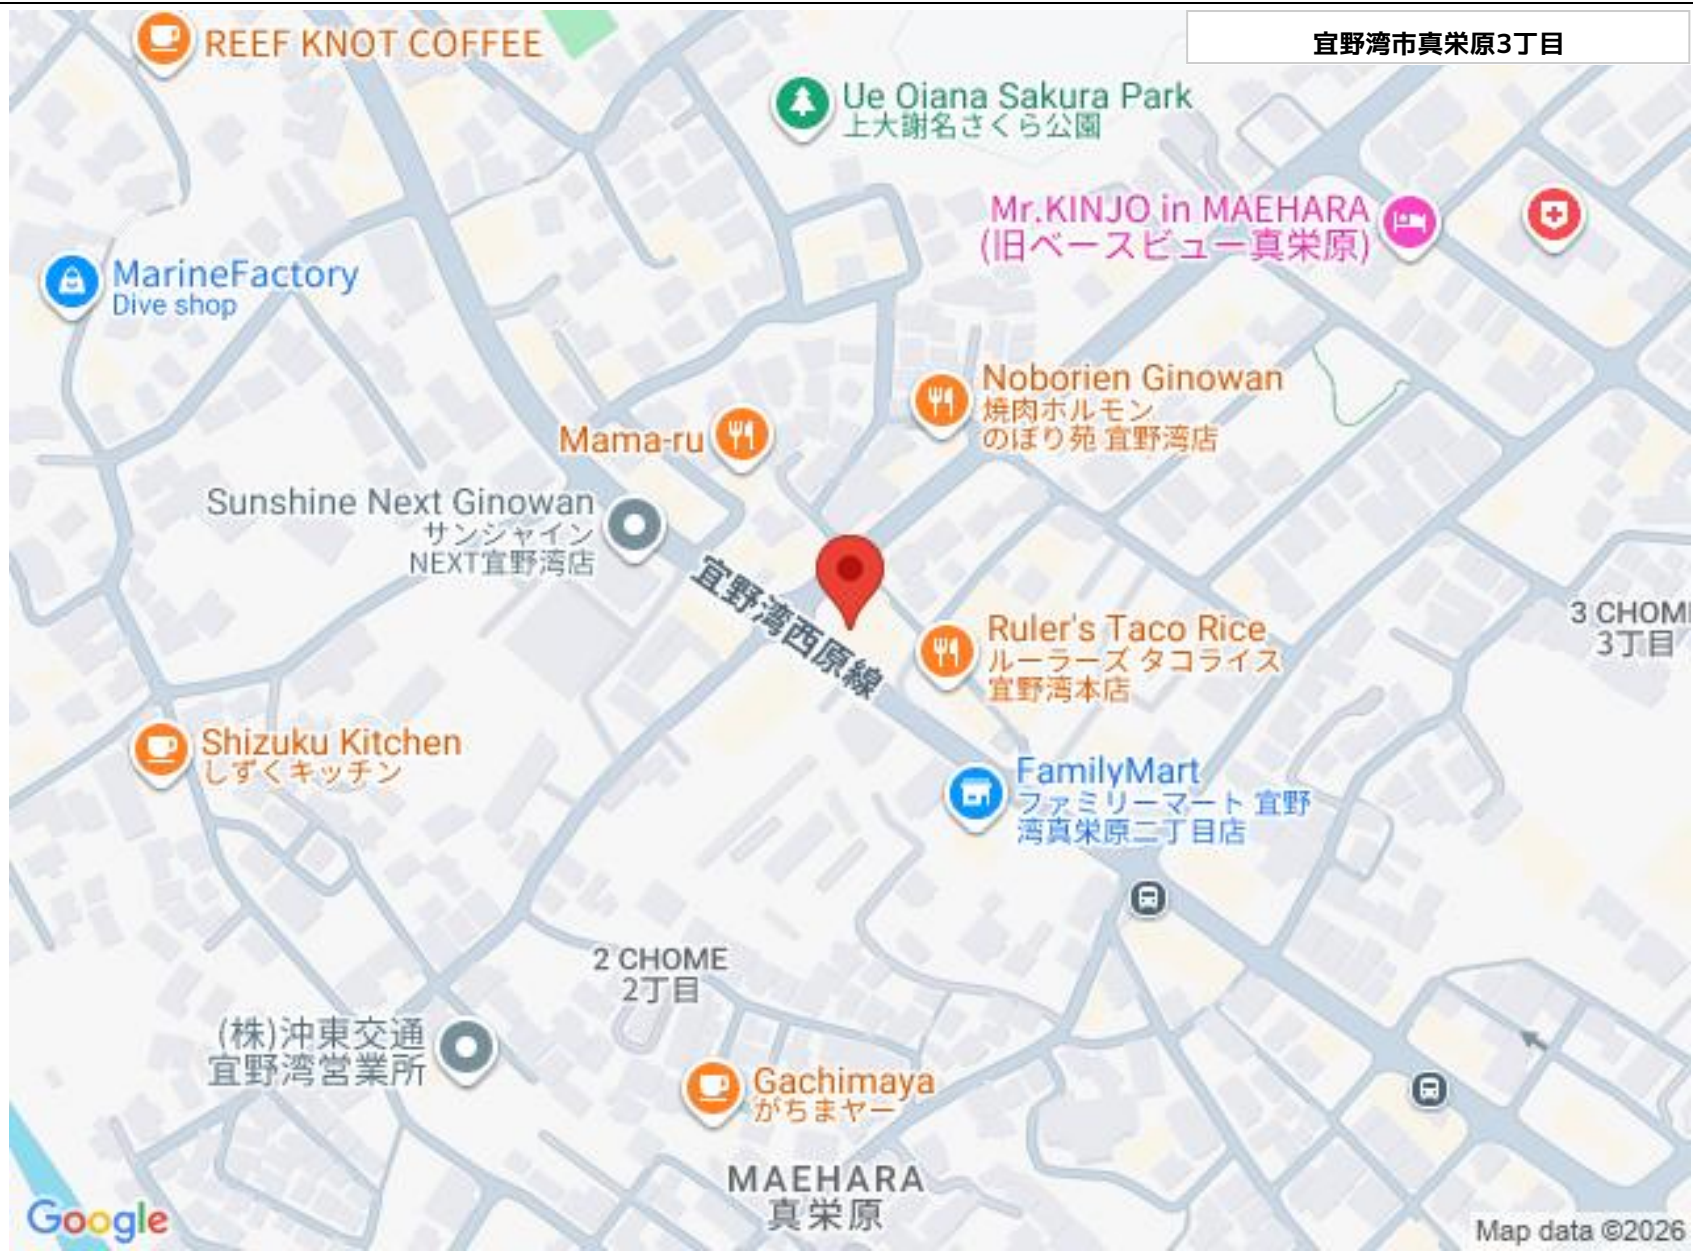 宜野湾市真栄原3丁目
REEF KNOT COFFEE
Ue Ojana Sakura Park
上大謝名さくら公園
Mr.KINJO in MAEHARA
(旧ベースビュー真栄原)
MarineFactory
Dive shop
Noborien Ginowan
焼肉ホルモン
のぼり苑 宜野湾店
Mama-ru
Sunshine Next Ginowan
サンシャイン
NEXT宜野湾店
宜野湾西原線
3 CHOME
3丁目
Ruler's Taco Rice
ルーラーズ タコライス
宜野湾本店
Shizuku Kitchen
しずくキッチン
FamilyMart
ファミリーマート 宜野
湾真栄原二丁目店
2 CHOME
2丁目
(株)沖東交通
宜野湾営業所
Gachimaya
がちまヤー
MAEHARA
真栄原
Google
Map data ©2026